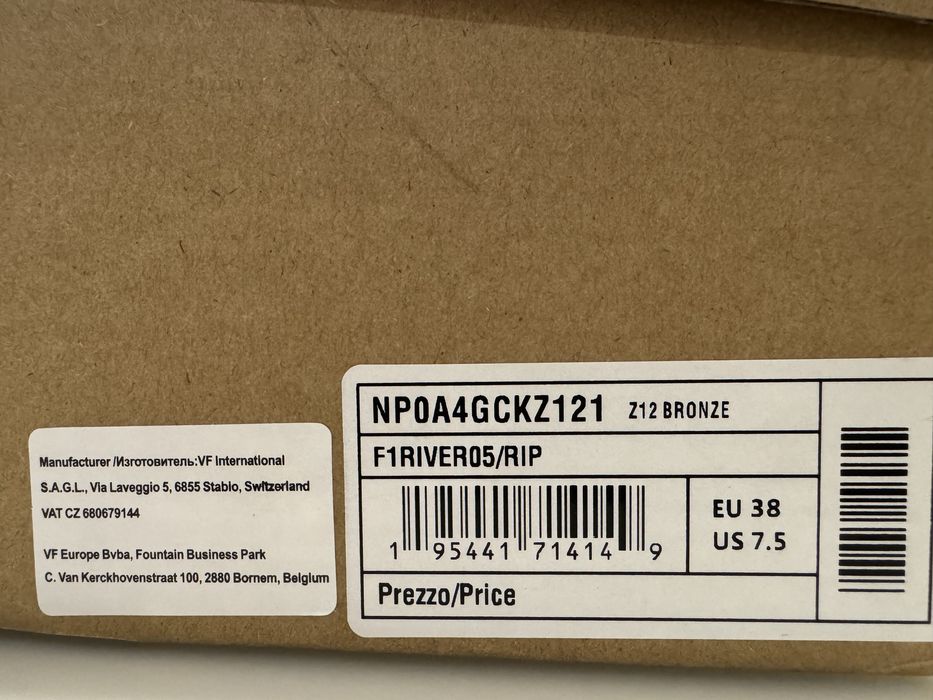 Manufacturer /Изготовитель:VF International
S.A.G.L., Via Laveggio 5, 6855 Stabio, Switzerland
VAT CZ 680679144
VF Europe Bvba, Fountain Business Park
C. Van Kerckhovenstraat 100, 2880 Bornem, Belgium
NP0A4GCKZ121 Z12 BRONZE
F1RIVER05/RIP
1 95441 71414 9
EU 38
US 7.5
Prezzo/Price